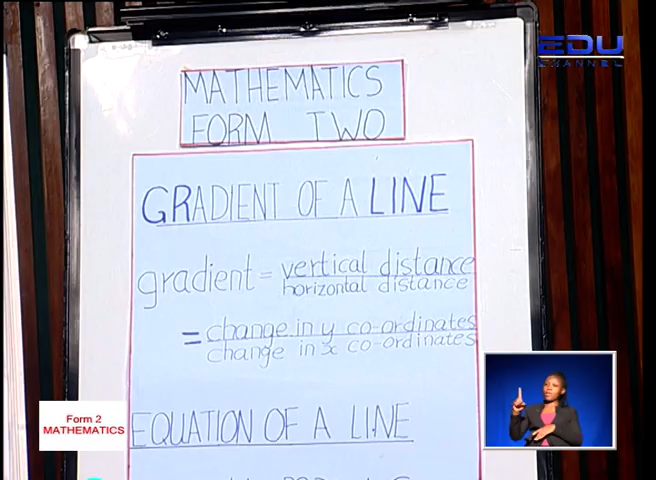 EDU
CHANNEL
MATHEMATICS
FORM TWO
GRADIENT OF A LINE
gradient = vertical distance
horizontal distance
= change in y co-ordinates
change in x co-ordinates
EQUATION OF A LINE
Form 2
MATHEMATICS